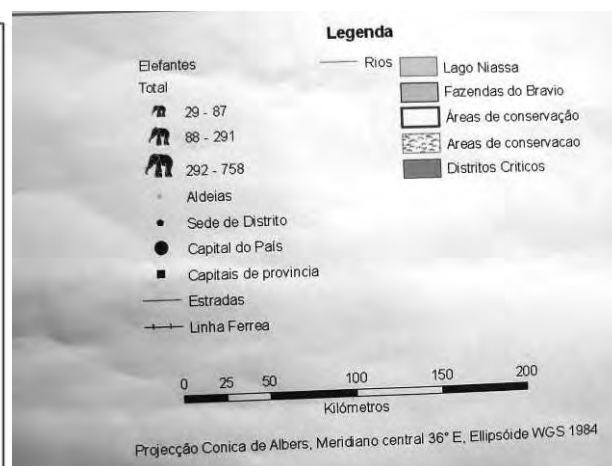 Legenda
Elefantes
Total
29 - 87
88 - 291
292 - 758
Aldeias
Sede de Distrito
Capital do País
Capitais de provincia
Estradas
Linha Ferrea
Rios
Lago Niassa
Fazendas do Bravio
Áreas de conservação
Areas de conservacao
Distritos Criticos
0 25 50 100 150 200
Kilómetros
Projecção Conica de Albers, Meridiano central 36° E, Ellipsóide WGS 1984